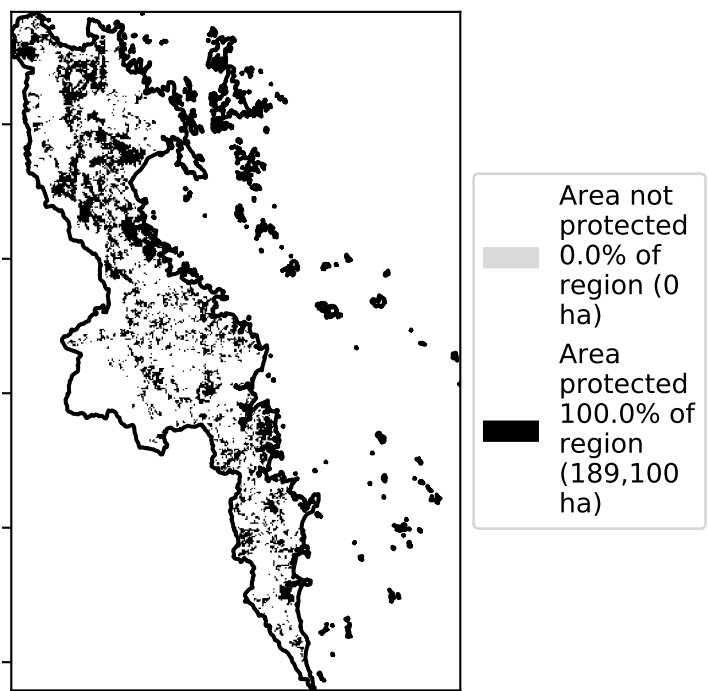 Area not
protected
0.0% of
region (0
ha)
Area
protected
100.0% of
region
(189,100
ha)